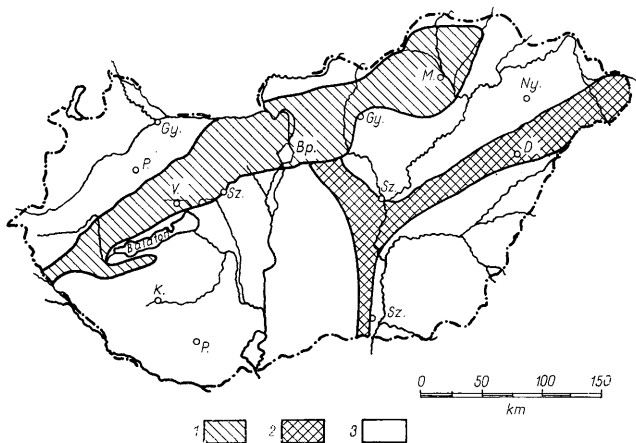 M.
Ny.
Gy.
Gy.
Bp.
D
P.
V.
Sz.
Sz.
Balaton
K.
Sz.
P.
0 50 100 150
km
1 2 3